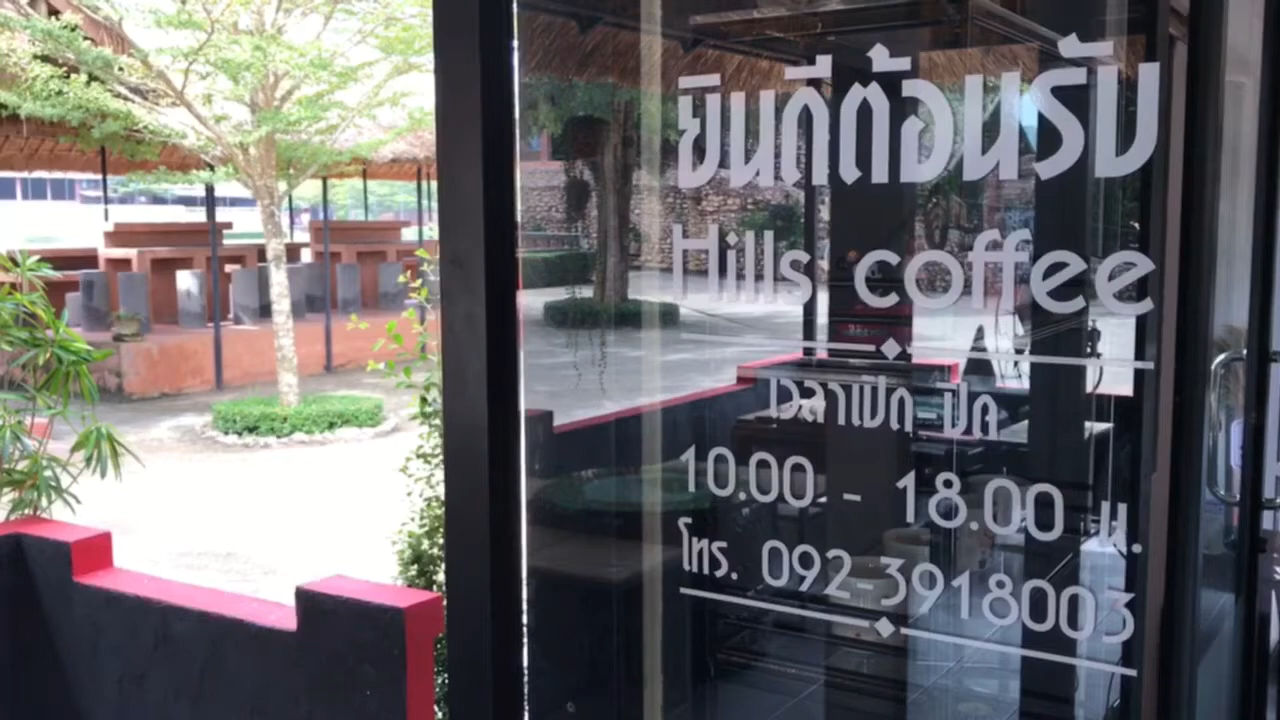 ยินดีต้อนรับ
Hills coffee
เวลาเปิด-ปิด
10.00 - 18.00 น.
โทร. 092-3918003